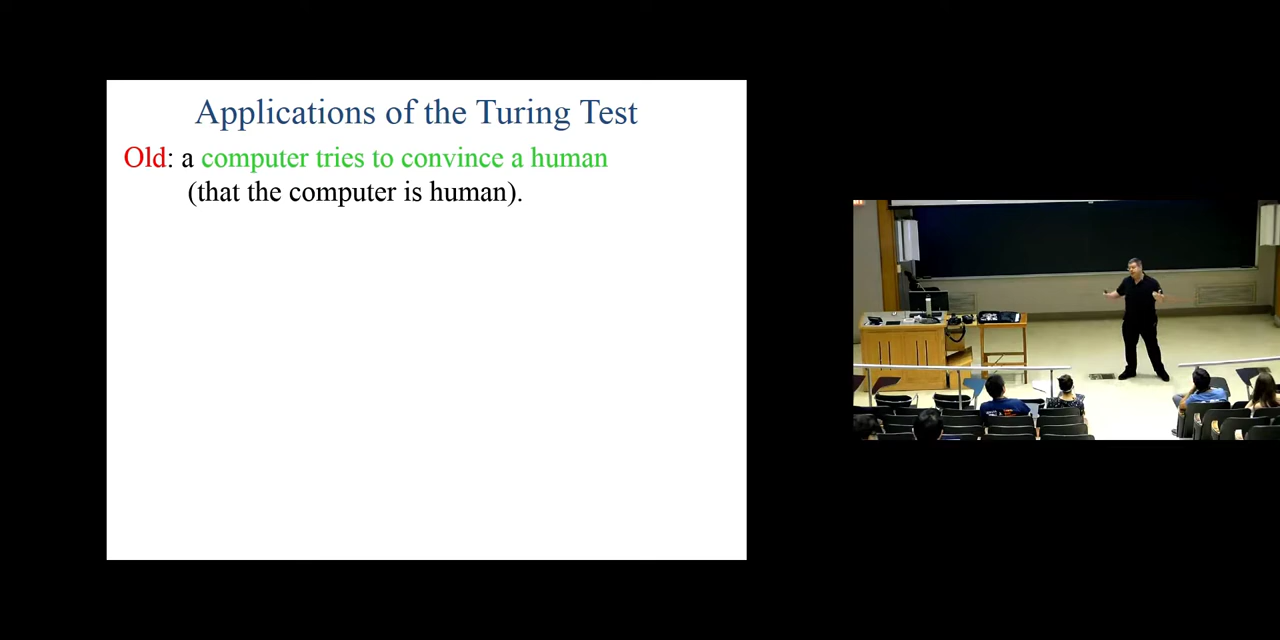 Applications of the Turing Test
Old: a computer tries to convince a human
(that the computer is human).